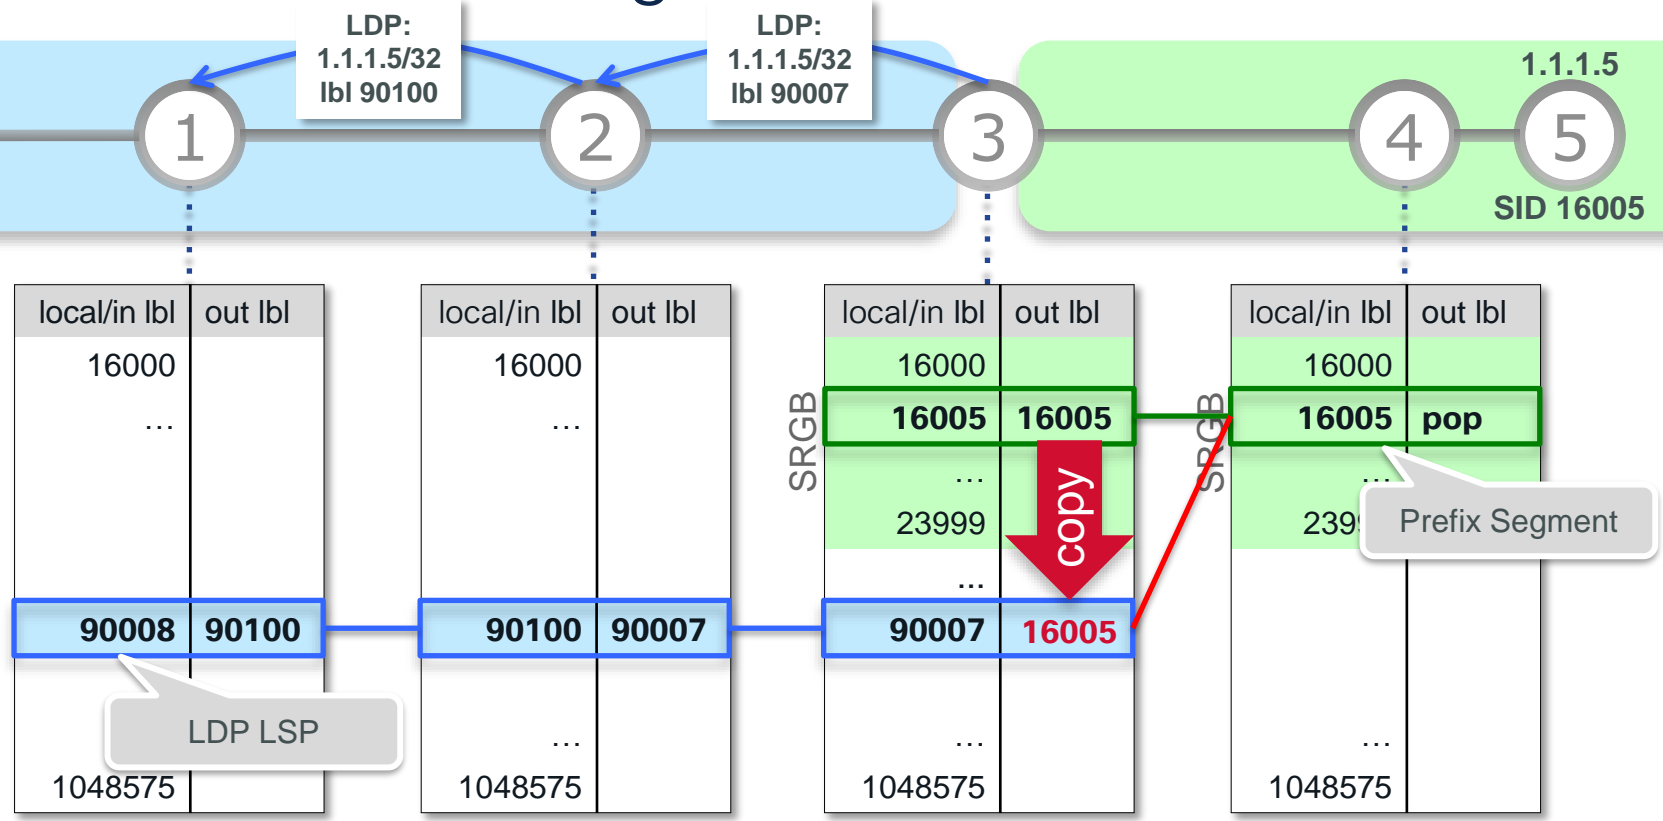 LDP:
1.1.1.5/32
lbl 90100
LDP:
1.1.1.5/32
lbl 90007
1.1.1.5
1
2
3
4
5
SID 16005
local/in lbl out lbl
16000
...
90008 90100
LDP LSP
1048575
local/in lbl out lbl
16000
...
90100 90007
...
1048575
SRGB
local/in lbl out lbl
16000
16005 16005
...
copy
23999
...
90007 16005
...
1048575
SRGB
local/in lbl out lbl
16000
16005 pop
...
Prefix Segment
...
1048575